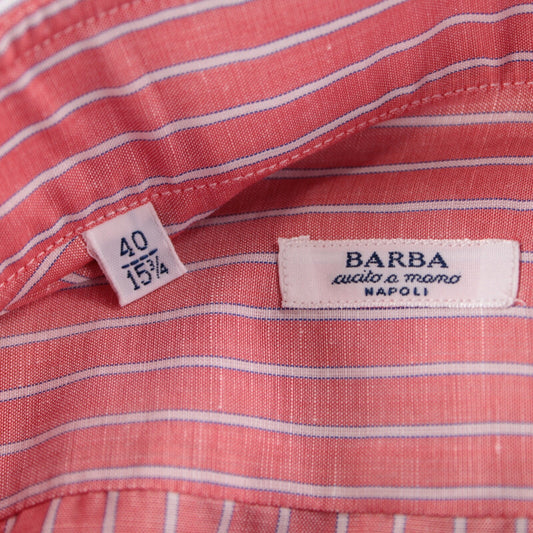 40
15¾
BARBA
cucito a mano
NAPOLI